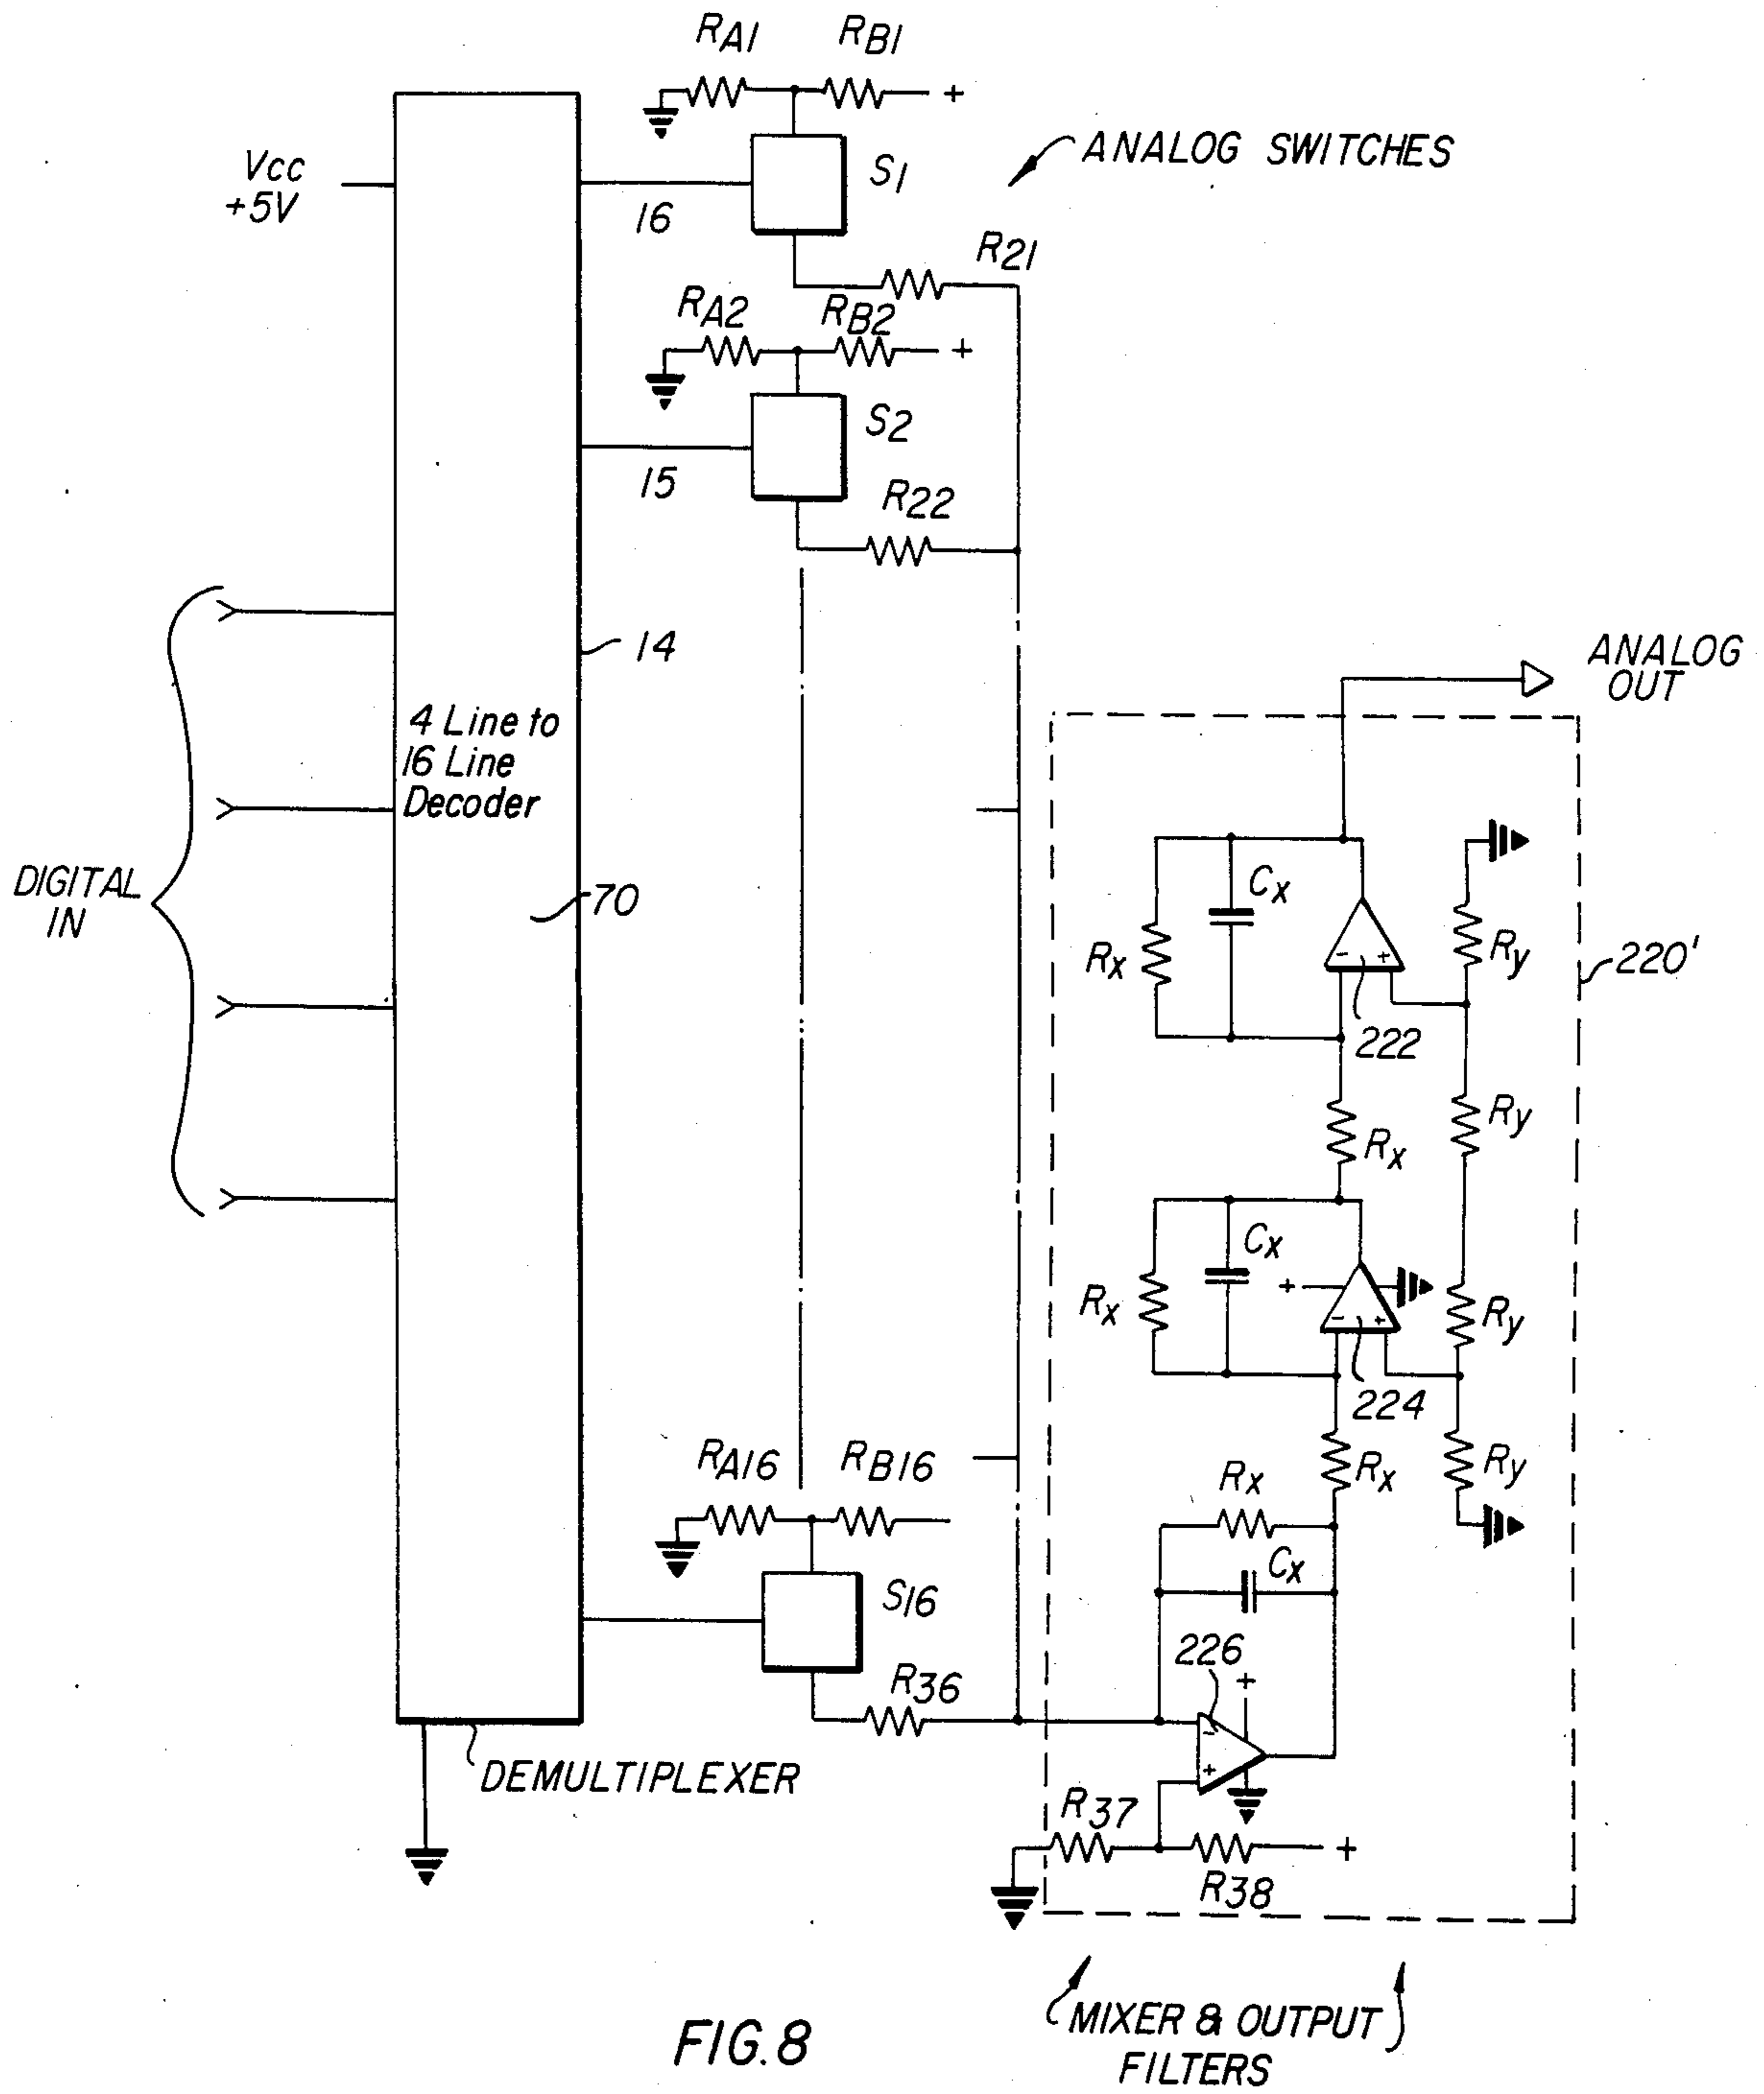 RA1 RB1
+
ANALOG SWITCHES
Vcc
+5V
S1
16
R21
RA2 RB2
+
S2
15
R22
14
4 Line to
16 Line
Decoder
70
DIGITAL
IN
ANALOG
OUT
Cx
Rx
- +
Ry
220'
222
Rx
Ry
Cx
+
Rx
- +
Ry
224
RA16 RB16
Rx
Rx
Ry
Cx
S16
226
+
R36
-
+
DEMULTIPLEXER
R37
+
R38
MIXER & OUTPUT
FILTERS
FIG. 8